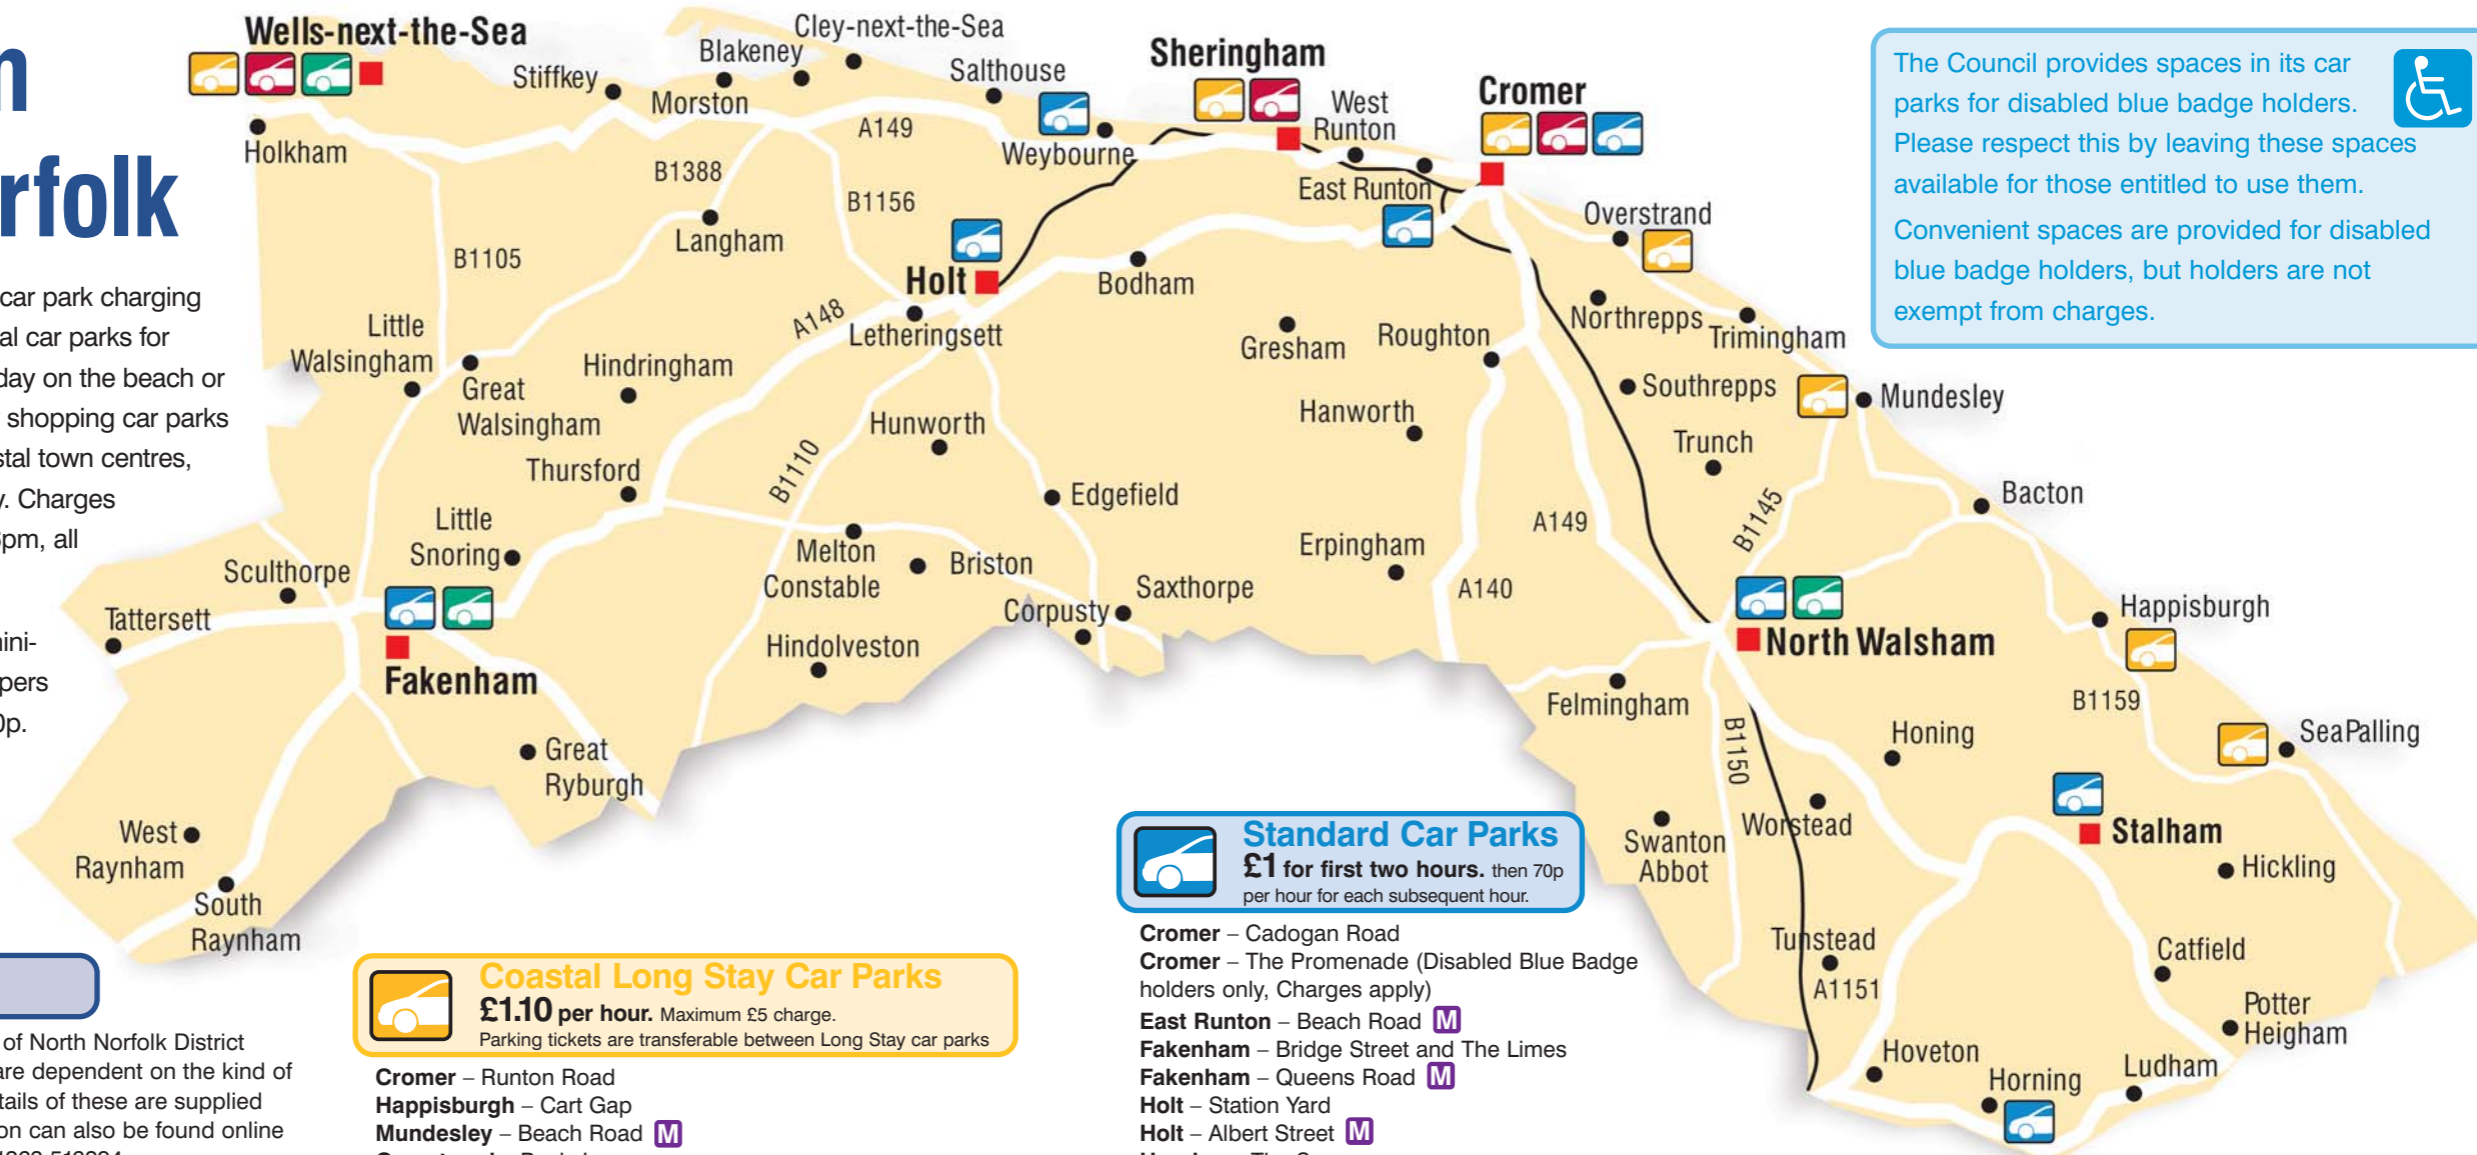 rfolk
car park charging
al car parks for
day on the beach or
shopping car parks
stal town centres,
y. Charges
pm, all
mini-
pers
0p.
of North Norfolk District
are dependent on the kind of
tails of these are supplied
on can also be found online
Wells-next-the-Sea
Holkham
Stiffkey
Blakeney
Morston
Cley-next-the-Sea
Salthouse
A149
Weybourne
Sheringham
West
Runton
East Runton
Cromer
Overstrand
B1388
B1156
Langham
B1105
Holt
Letheringsett
Bodham
A148
Little
Walsingham
Great
Walsingham
Hindringham
Gresham
Roughton
Northrepps
Trimingham
Southrepps
Mundesley
Hanworth
Hunworth
Trunch
Thursford
B1110
Edgefield
Bacton
Little
Snoring
Melton
Constable
Briston
Erpingham
A149
B1145
Sculthorpe
Tattersett
Corpusty
Saxthorpe
A140
Happisburgh
Hindolveston
North Walsham
Fakenham
Felmingham
B1159
Great
Ryburgh
B1150
Honing
SeaPalling
West
Raynham
South
Raynham
Swanton
Abbot
Worstead
Stalham
Hickling
Tunstead
A1151
Catfield
Potter
Heigham
Hoveton
Horning
Ludham
The Council provides spaces in its car
parks for disabled blue badge holders.
Please respect this by leaving these spaces
available for those entitled to use them.
Convenient spaces are provided for disabled
blue badge holders, but holders are not
exempt from charges.
Coastal Long Stay Car Parks
£1.10 per hour. Maximum £5 charge.
Parking tickets are transferable between Long Stay car parks
Cromer – Runton Road
Happisburgh – Cart Gap
Mundesley – Beach Road M
Standard Car Parks
£1 for first two hours. then 70p
per hour for each subsequent hour.
Cromer – Cadogan Road
Cromer – The Promenade (Disabled Blue Badge
holders only, Charges apply)
East Runton – Beach Road M
Fakenham – Bridge Street and The Limes
Fakenham – Queens Road M
Holt – Station Yard
Holt – Albert Street M